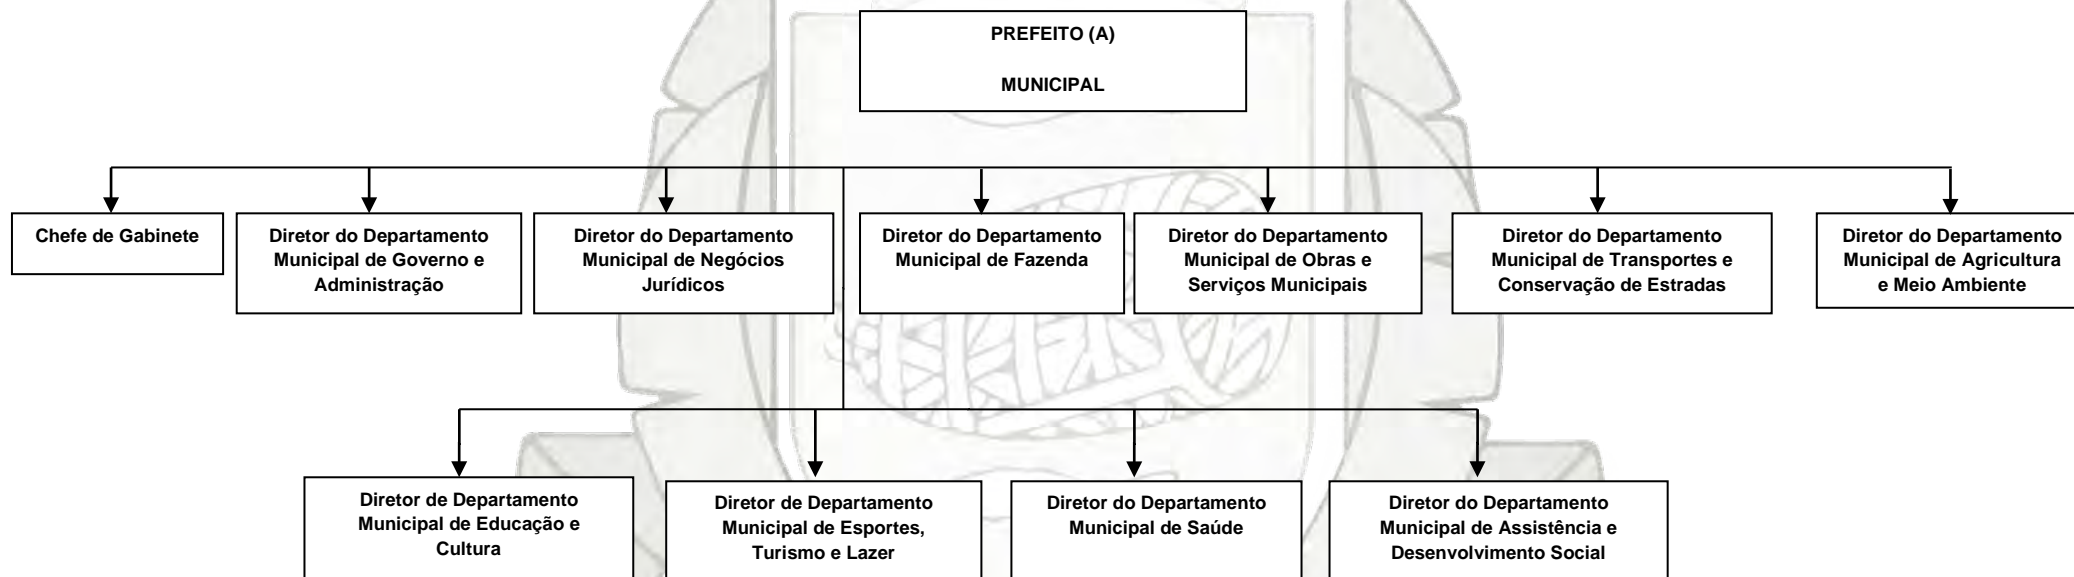 PREFEITO (A)
MUNICIPAL
Chefe de Gabinete
Diretor do Departamento
Municipal de Governo e
Administração
Diretor do Departamento
Municipal de Negócios
Jurídicos
Diretor do Departamento
Municipal de Fazenda
Diretor do Departamento
Municipal de Obras e
Serviços Municipais
Diretor do Departamento
Municipal de Transportes e
Conservação de Estradas
Diretor do Departamento
Municipal de Agricultura
e Meio Ambiente
Diretor de Departamento
Municipal de Educação e
Cultura
Diretor de Departamento
Municipal de Esportes,
Turismo e Lazer
Diretor do Departamento
Municipal de Saúde
Diretor do Departamento
Municipal de Assistência e
Desenvolvimento Social